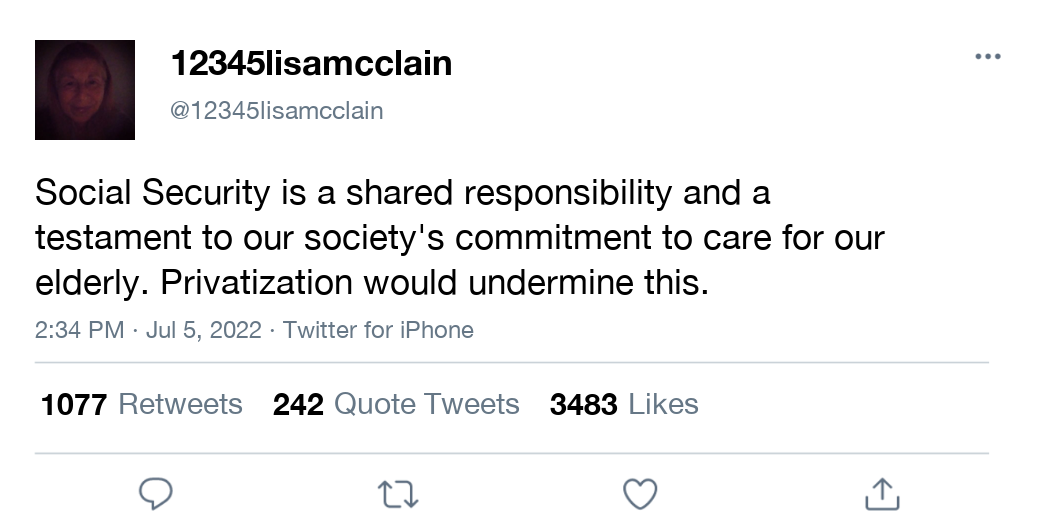 12345lisamcclain
@12345lisamcclain
Social Security is a shared responsibility and a
testament to our society's commitment to care for our
elderly. Privatization would undermine this.
2:34 PM · Jul 5, 2022 · Twitter for iPhone
1077 Retweets 242 Quote Tweets 3483 Likes